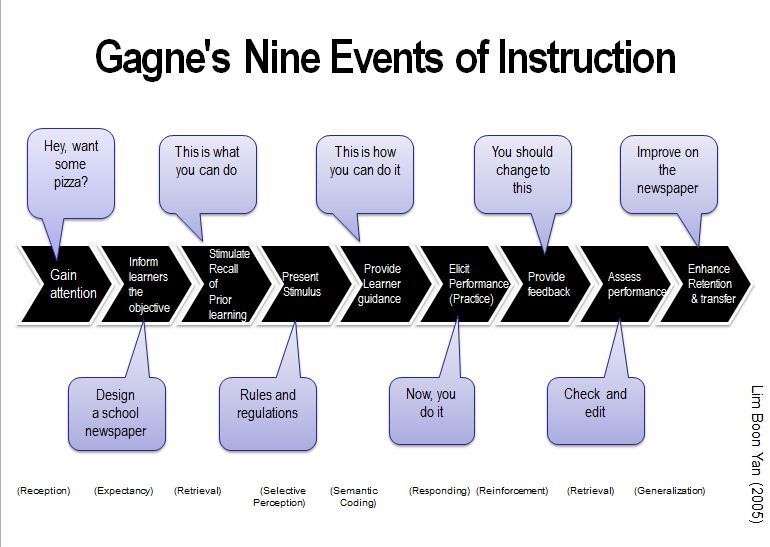 Gagne's Nine Events of Instruction
Hey, want
some
pizza?
This is what
you can do
This is how
you can do it
You should
change to
this
Improve on
the
newspaper
Gain
attention
Inform
learners
the
objective
Stimulate
Recall
of
Prior
learning
Present
Stimulus
Provide
Learner
guidance
Elicit
Performance
(Practice)
Provide
feedback
Assess
performance
Enhance
Retention
& transfer
Design
a school
newspaper
Rules and
regulations
Now, you
do it
Check and
edit
Lim Boon Yan (2005)
(Reception)
(Expectancy)
(Retrieval)
(Selective
Perception)
(Semantic
Coding)
(Responding)
(Reinforcement)
(Retrieval)
(Generalization)